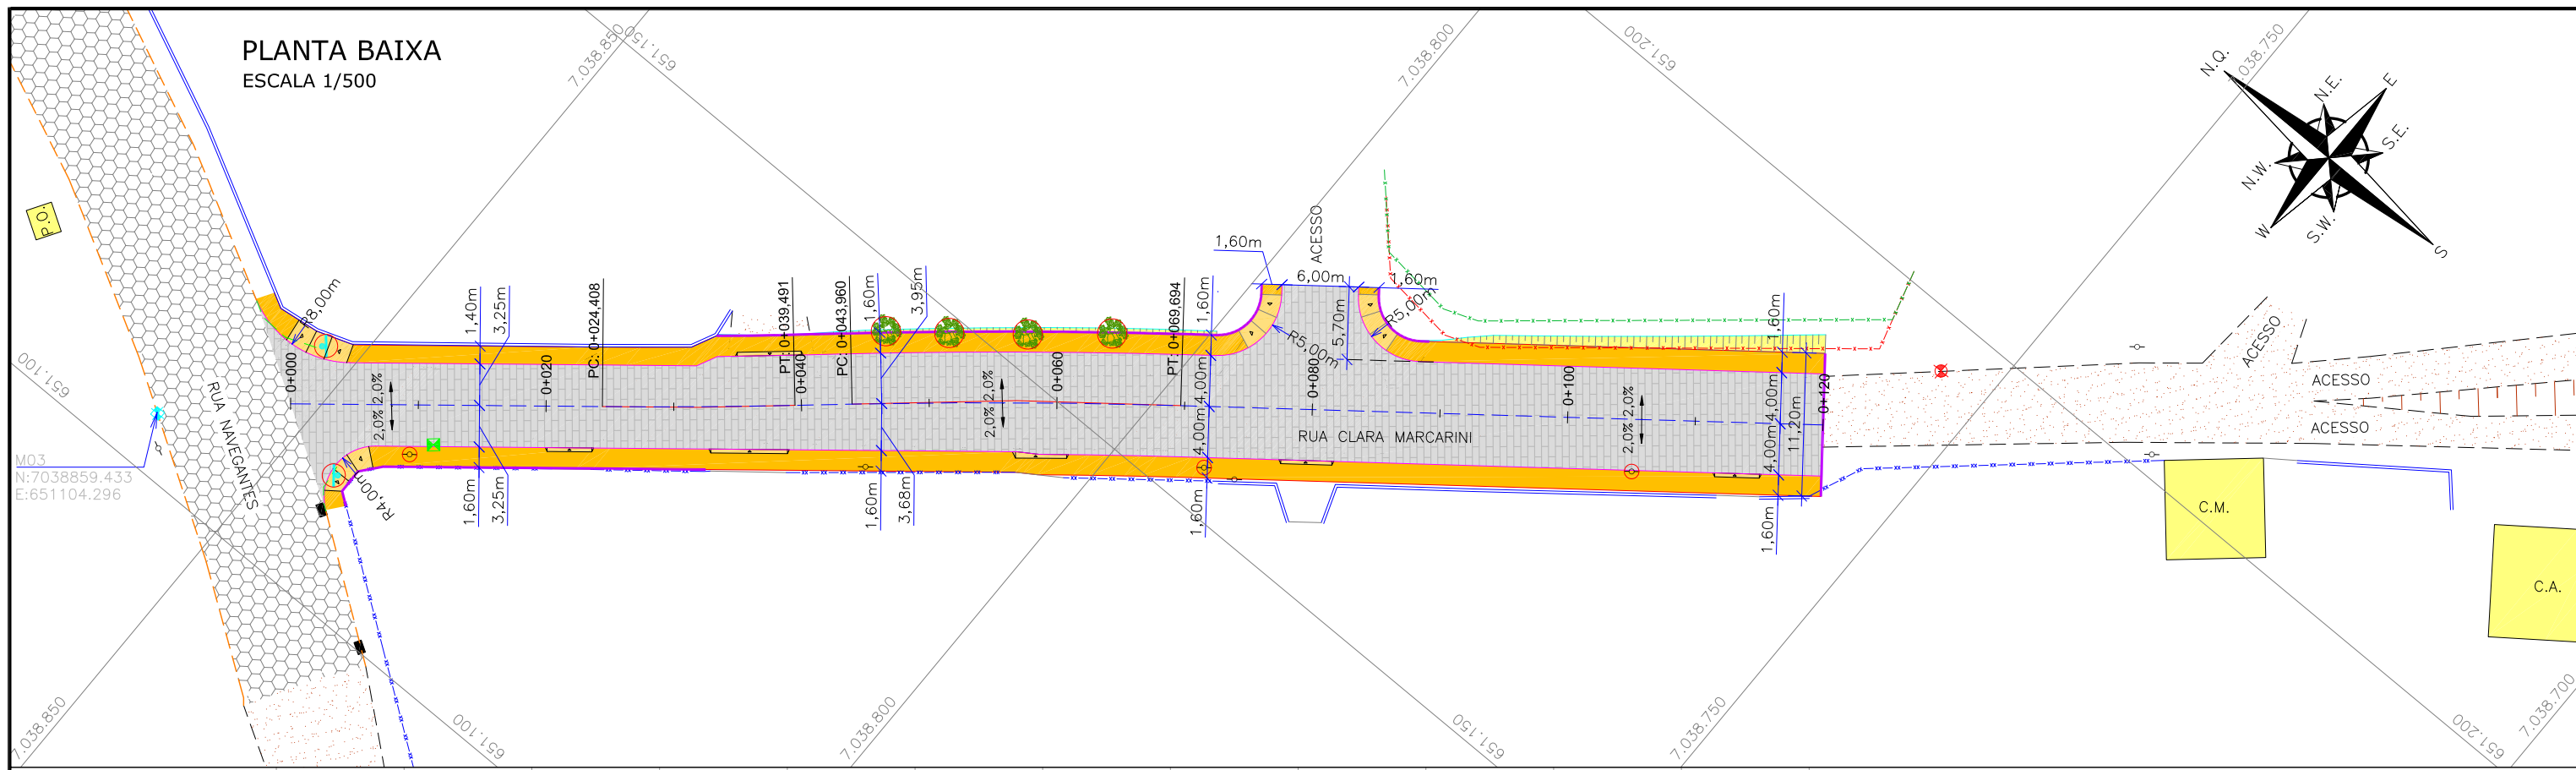 PLANTA BAIXA
ESCALA 1/500
7.038.850
651.150
7.038.800
651.200
7.038.750
N.Q.
N.E.
E
S.E.
S
S.W.
W
N.W.
P.O.
651.100
M03
N:7038859.433
E:651104.296
RUA NAVEGANTES
R8,00m
R4,00m
0+000
2,0%
2,0%
1,40m
3,25m
1,60m
3,25m
0+020
PC: 0+024,408
PT: 0+039,491
0+040
PC: 0+043,960
1,60m
3,95m
1,60m
3,68m
2,0%
2,0%
0+060
PT: 0+069,694
1,60m
4,00m
4,00m
1,60m
1,60m
ACESSO
6,00m
1,60m
R5,00m
5,70m
R5,00m
0+080
RUA CLARA MARCARINI
0+100
2,0%
2,0%
1,60m
4,00m
4,00m
11,20m
1,60m
0+120
ACESSO
ACESSO
ACESSO
C.M.
C.A.
7.038.850
651.100
7.038.800
651.150
7.038.750
651.200
7.038.700